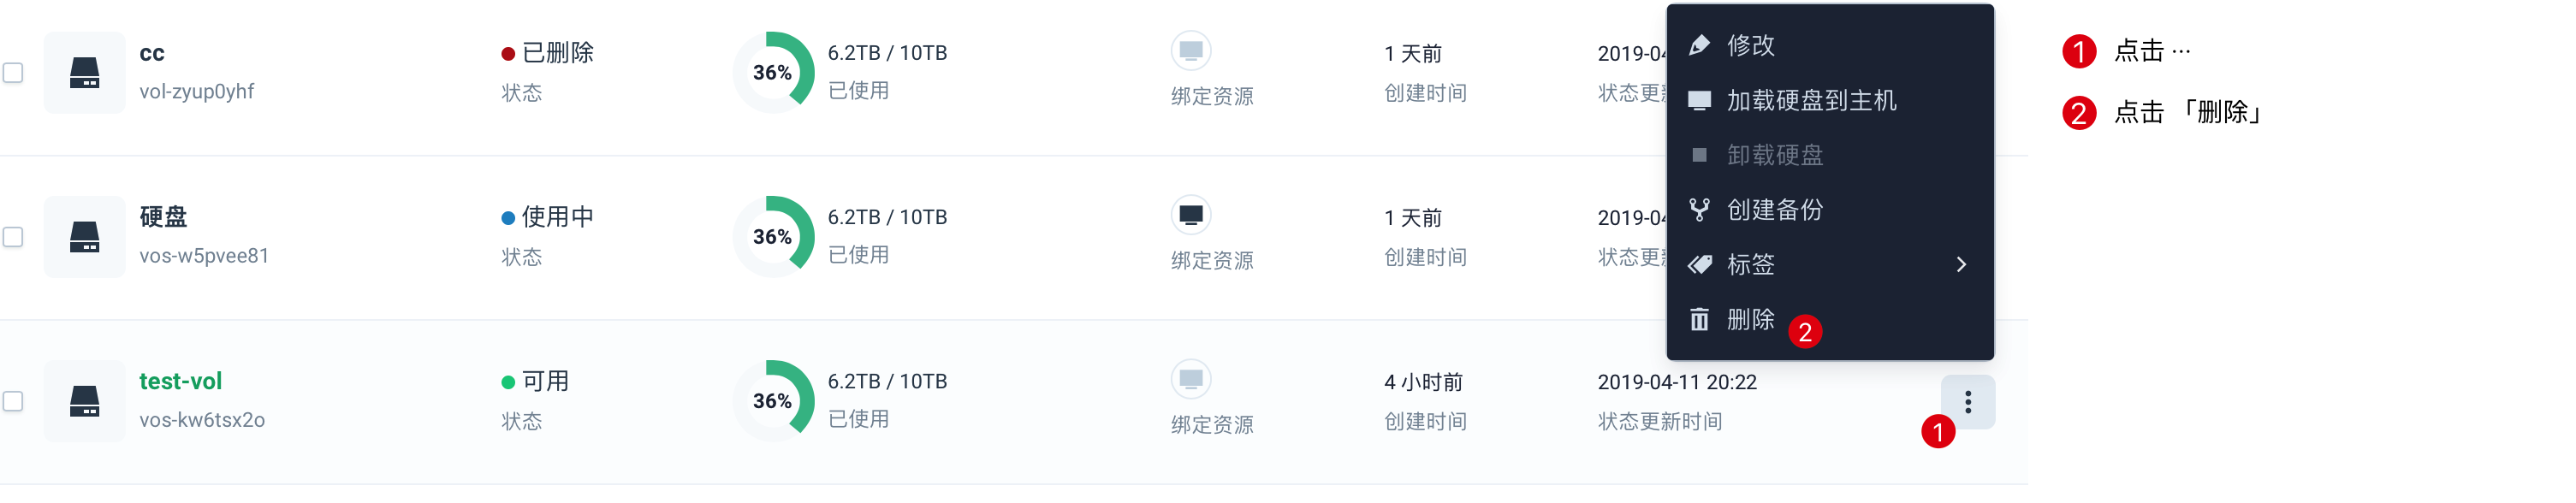 cc
vol-zyup0yhf
已删除
状态
36%
6.2TB / 10TB
已使用
绑定资源
1 天前
创建时间
2019-04
状态更
硬盘
vos-w5pvee81
使用中
状态
36%
6.2TB / 10TB
已使用
绑定资源
1 天前
创建时间
2019-04
状态更
test-vol
vos-kw6tsx2o
可用
状态
36%
6.2TB / 10TB
已使用
绑定资源
4 小时前
创建时间
2019-04-11 20:22
状态更新时间
1
修改
加载硬盘到主机
卸载硬盘
创建备份
标签
删除
2
1 点击 ···
2 点击 「删除」